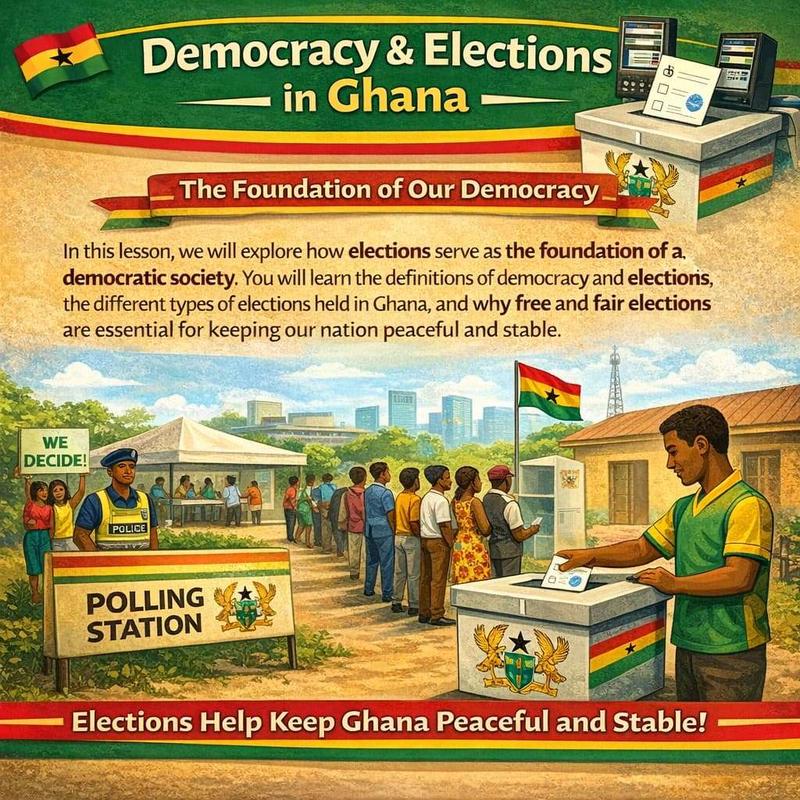 Democracy & Elections
in Ghana
The Foundation of Our Democracy
In this lesson, we will explore how elections serve as the foundation of a.
democratic society. You will learn the definitions of democracy and elections,
the different types of elections held in Ghana, and why free and fair elections
are essential for keeping our nation peaceful and stable.
WE
DECIDE!
POLICE
POLLING
STATION
Elections Help Keep Ghana Peaceful and Stable!